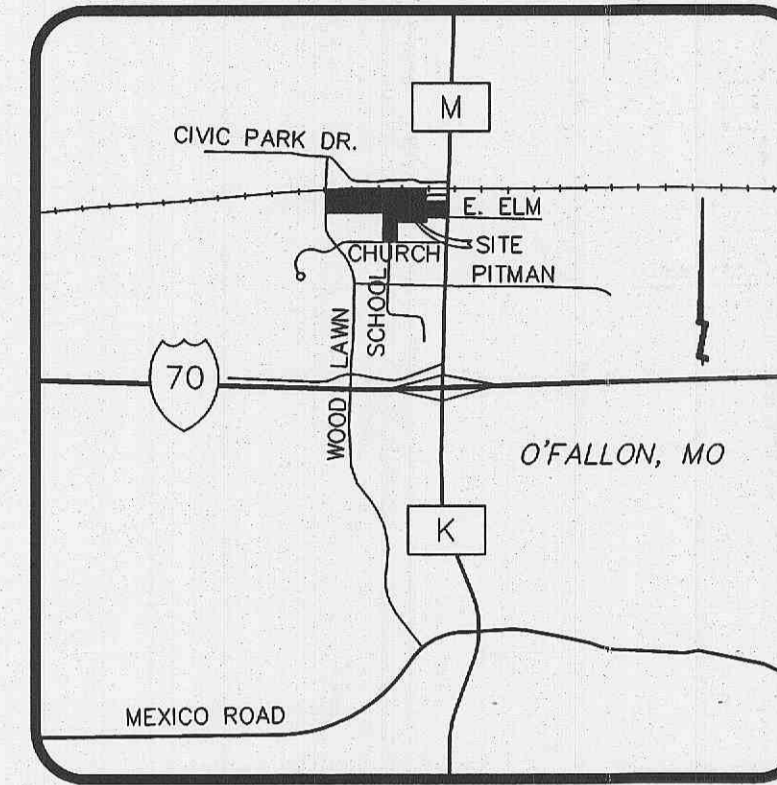 M
CIVIC PARK DR.
E. ELM
SITE
CHURCH
PITMAN
SCHOOL
WOOD LAWN
70
O'FALLON, MO
K
MEXICO ROAD